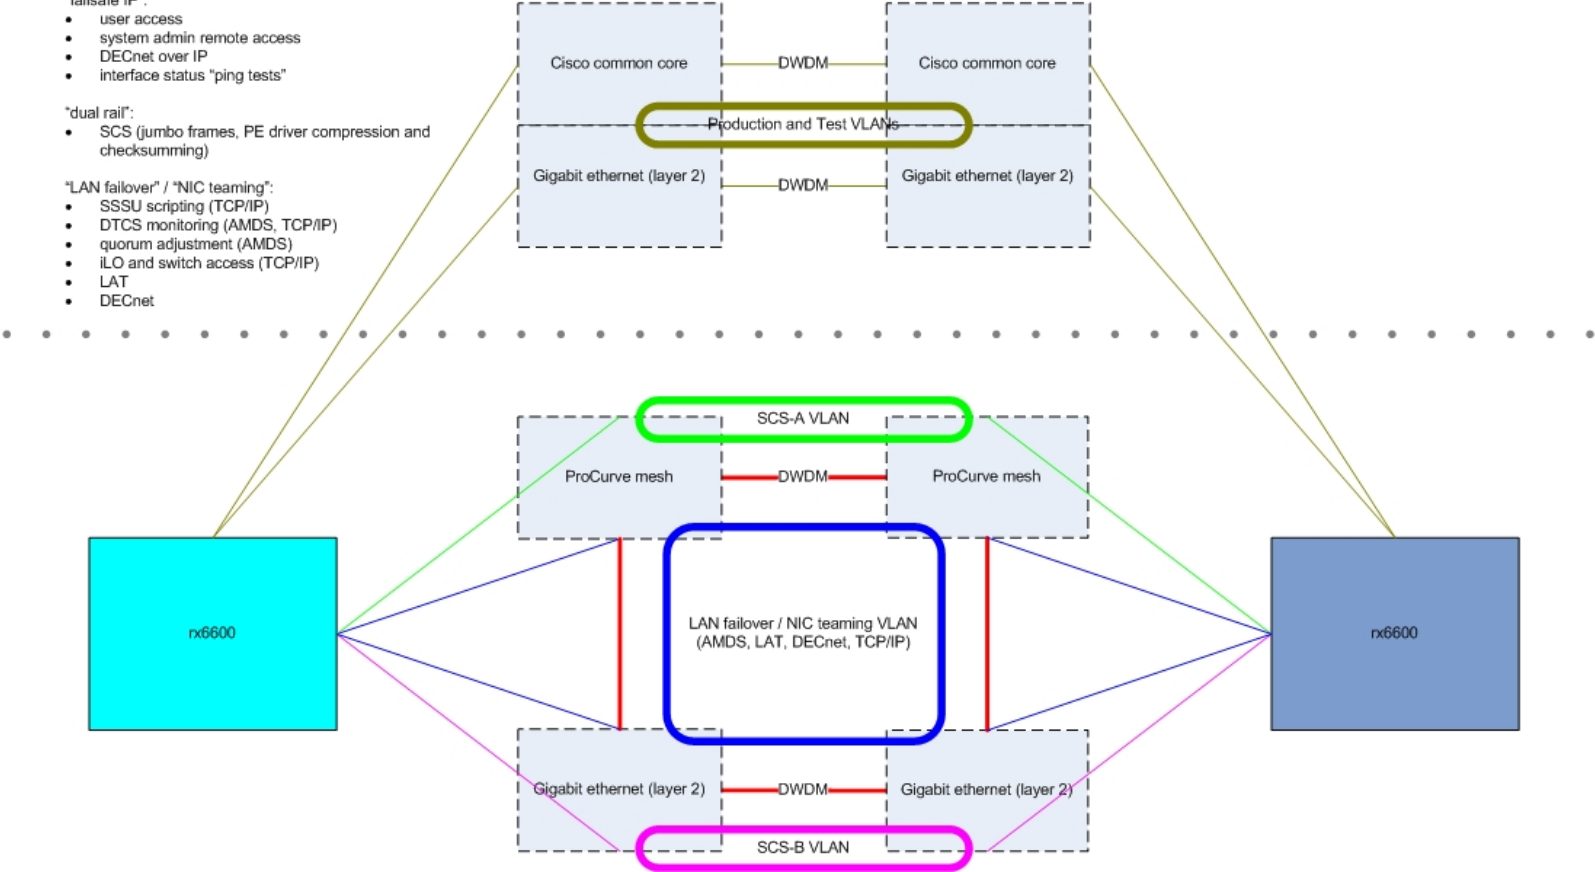 "failsafe IP":
• user access
• system admin remote access
• DECnet over IP
• interface status “ping tests”
“dual rail”:
• SCS (jumbo frames, PE driver compression and
checksumming)
“LAN failover” / “NIC teaming”:
• SSSU scripting (TCP/IP)
• DTCS monitoring (AMDS, TCP/IP)
• quorum adjustment (AMDS)
• iLO and switch access (TCP/IP)
• LAT
• DECnet
Cisco common core
DWDM
Cisco common core
Production and Test VLANs
Gigabit ethernet (layer 2)
DWDM
Gigabit ethernet (layer 2)
SCS-A VLAN
ProCurve mesh
DWDM
ProCurve mesh
rx6600
LAN failover / NIC teaming VLAN
(AMDS, LAT, DECnet, TCP/IP)
rx6600
Gigabit ethernet (layer 2)
DWDM
Gigabit ethernet (layer 2)
SCS-B VLAN